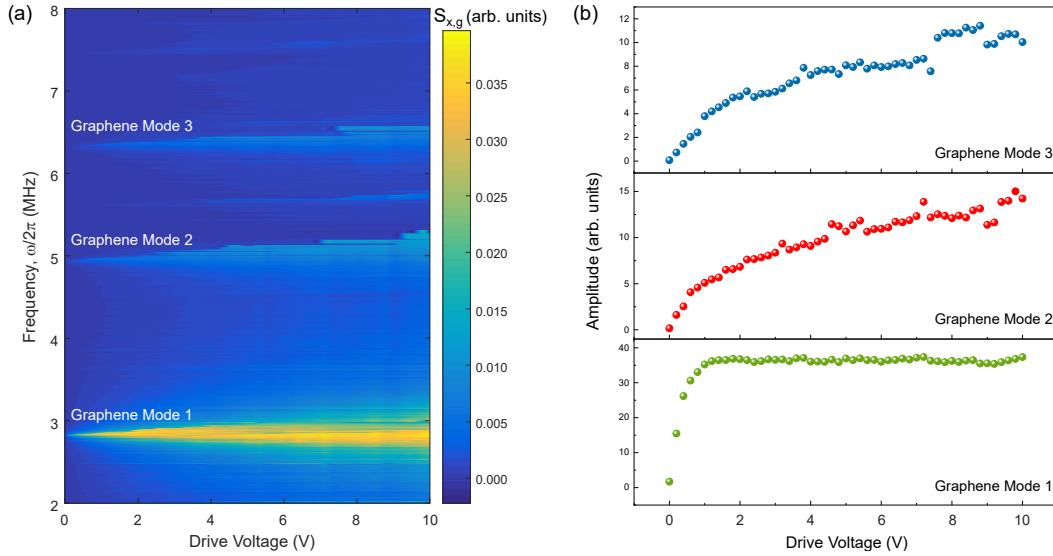 (a)
S_x,g (arb. units)
8
7
6
5
4
3
2
Frequency, ω/2π (MHz)
Graphene Mode 3
Graphene Mode 2
Graphene Mode 1
0 2 4 6 8 10
Drive Voltage (V)
0.035
0.030
0.025
0.020
0.015
0.010
0.005
0.000
(b)
Amplitude (arb. units)
12
10
8
6
4
2
0
Graphene Mode 3
15
10
5
0
Graphene Mode 2
40
30
20
10
0
Graphene Mode 1
0 2 4 6 8 10
Drive Voltage (V)